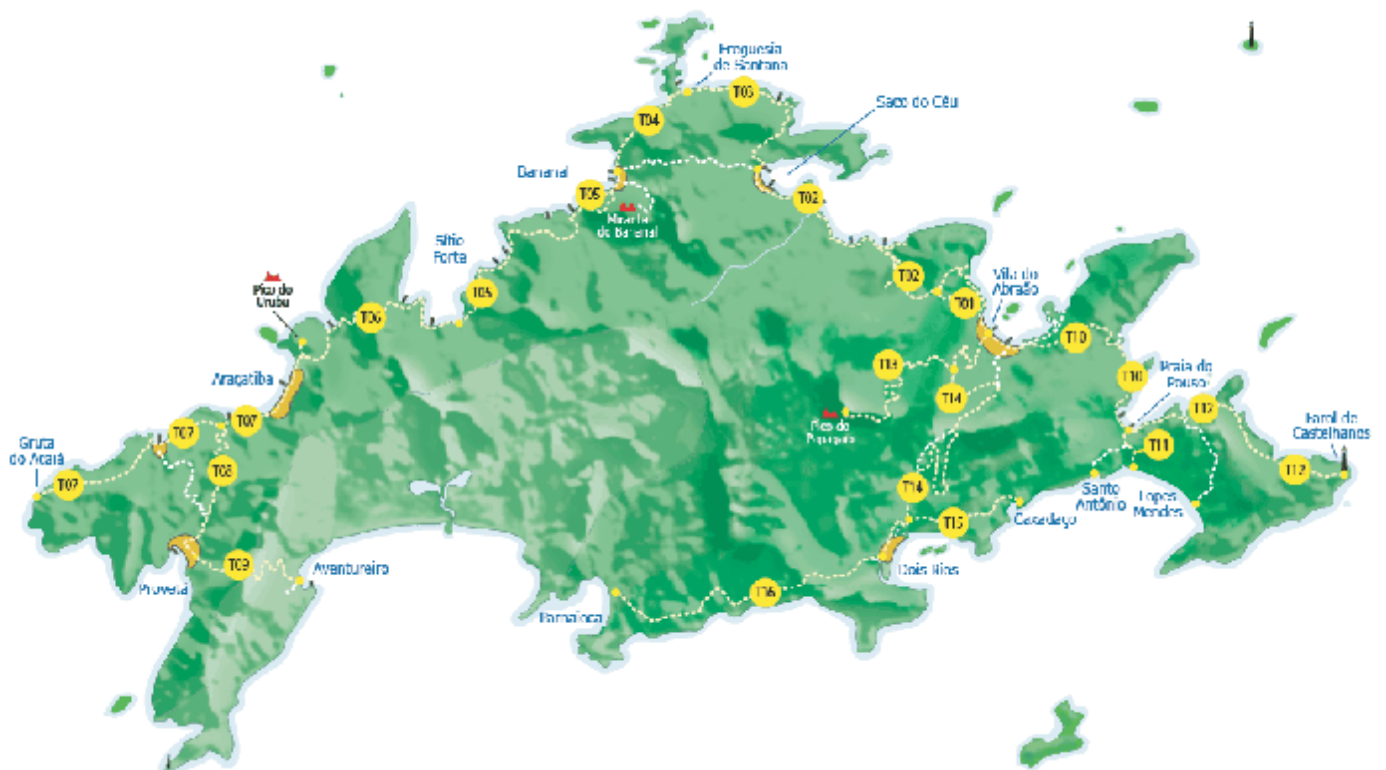 Freguesia
de Santana
T03
Saco do Céu
T04
Bananal
T05
T02
Mirante
do Bananal
Sítio
Forte
T02
Vila do
Abraão
Pico do
Urubu
T05
T01
T06
T10
T13
Praia do
Pouso
T10
Araçatiba
T14
T12
Pico do
Papagaio
Farol de
Castelhanos
T07
T07
T11
Gruta
do Acaiá
T08
T12
T07
T14
Santo
Antônio
Lopes
Mendes
Caxadaço
T15
T09
Aventureiro
Dois Rios
Provetá
T16
Parnaioca